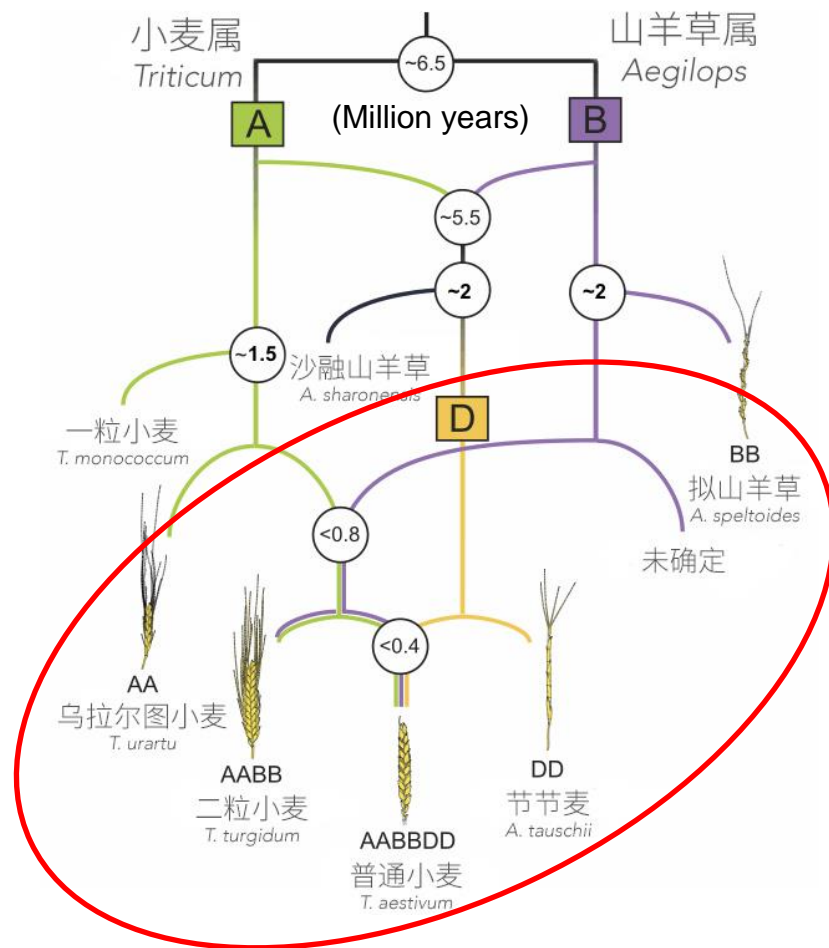 小麦属
Triticum
~6.5
山羊草属
Aegilops
A
(Million years)
B
~5.5
~2
~2
~1.5
沙融山羊草
A. sharonensis
一粒小麦
T. monococcum
D
BB
拟山羊草
A. speltoides
<0.8
未确定
<0.4
AA
乌拉尔图小麦
T. urartu
AABB
二粒小麦
T. turgidum
DD
节节麦
A. tauschii
AABBDD
普通小麦
T. aestivum